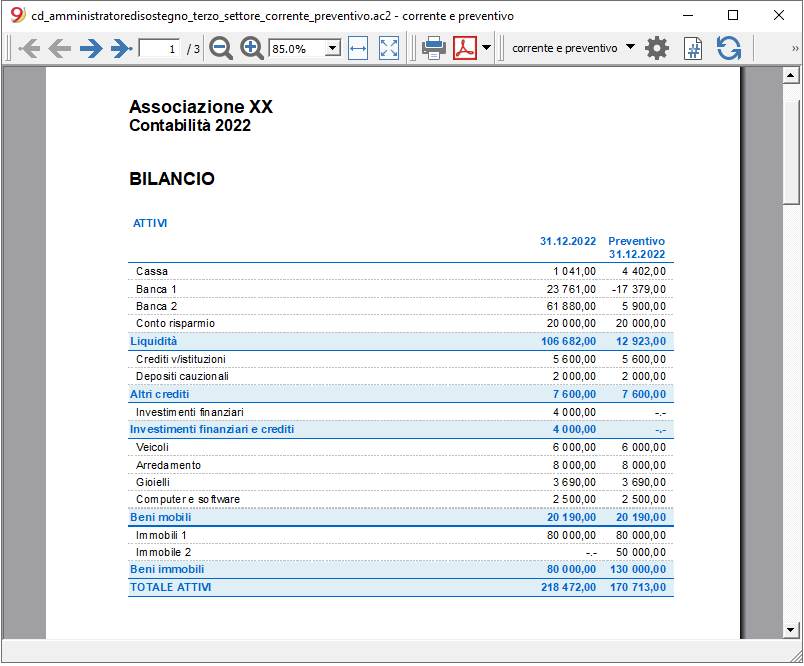 cd_amministratoredisostegno_terzo_settore_corrente_preventivo.ac2 - corrente e preventivo
1 / 3 85.0% corrente e preventivo # »
Associazione XX
Contabilità 2022
BILANCIO
ATTIVI
31.12.2022 Preventivo
31.12.2022
Cassa 1 041,00 4 402,00
Banca 1 23 761,00 -17 379,00
Banca 2 61 880,00 5 900,00
Conto risparmio 20 000,00 20 000,00
Liquidità 106 682,00 12 923,00
Crediti v/istituzioni 5 600,00 5 600,00
Depositi cauzionali 2 000,00 2 000,00
Altri crediti 7 600,00 7 600,00
Investimenti finanziari 4 000,00 -.-
Investimenti finanziari e crediti 4 000,00 -.-
Veicoli 6 000,00 6 000,00
Arredamento 8 000,00 8 000,00
Gioielli 3 690,00 3 690,00
Computer e software 2 500,00 2 500,00
Beni mobili 20 190,00 20 190,00
Immobili 1 80 000,00 80 000,00
Immobile 2 -.- 50 000,00
Beni immobili 80 000,00 130 000,00
TOTALE ATTIVI 218 472,00 170 713,00